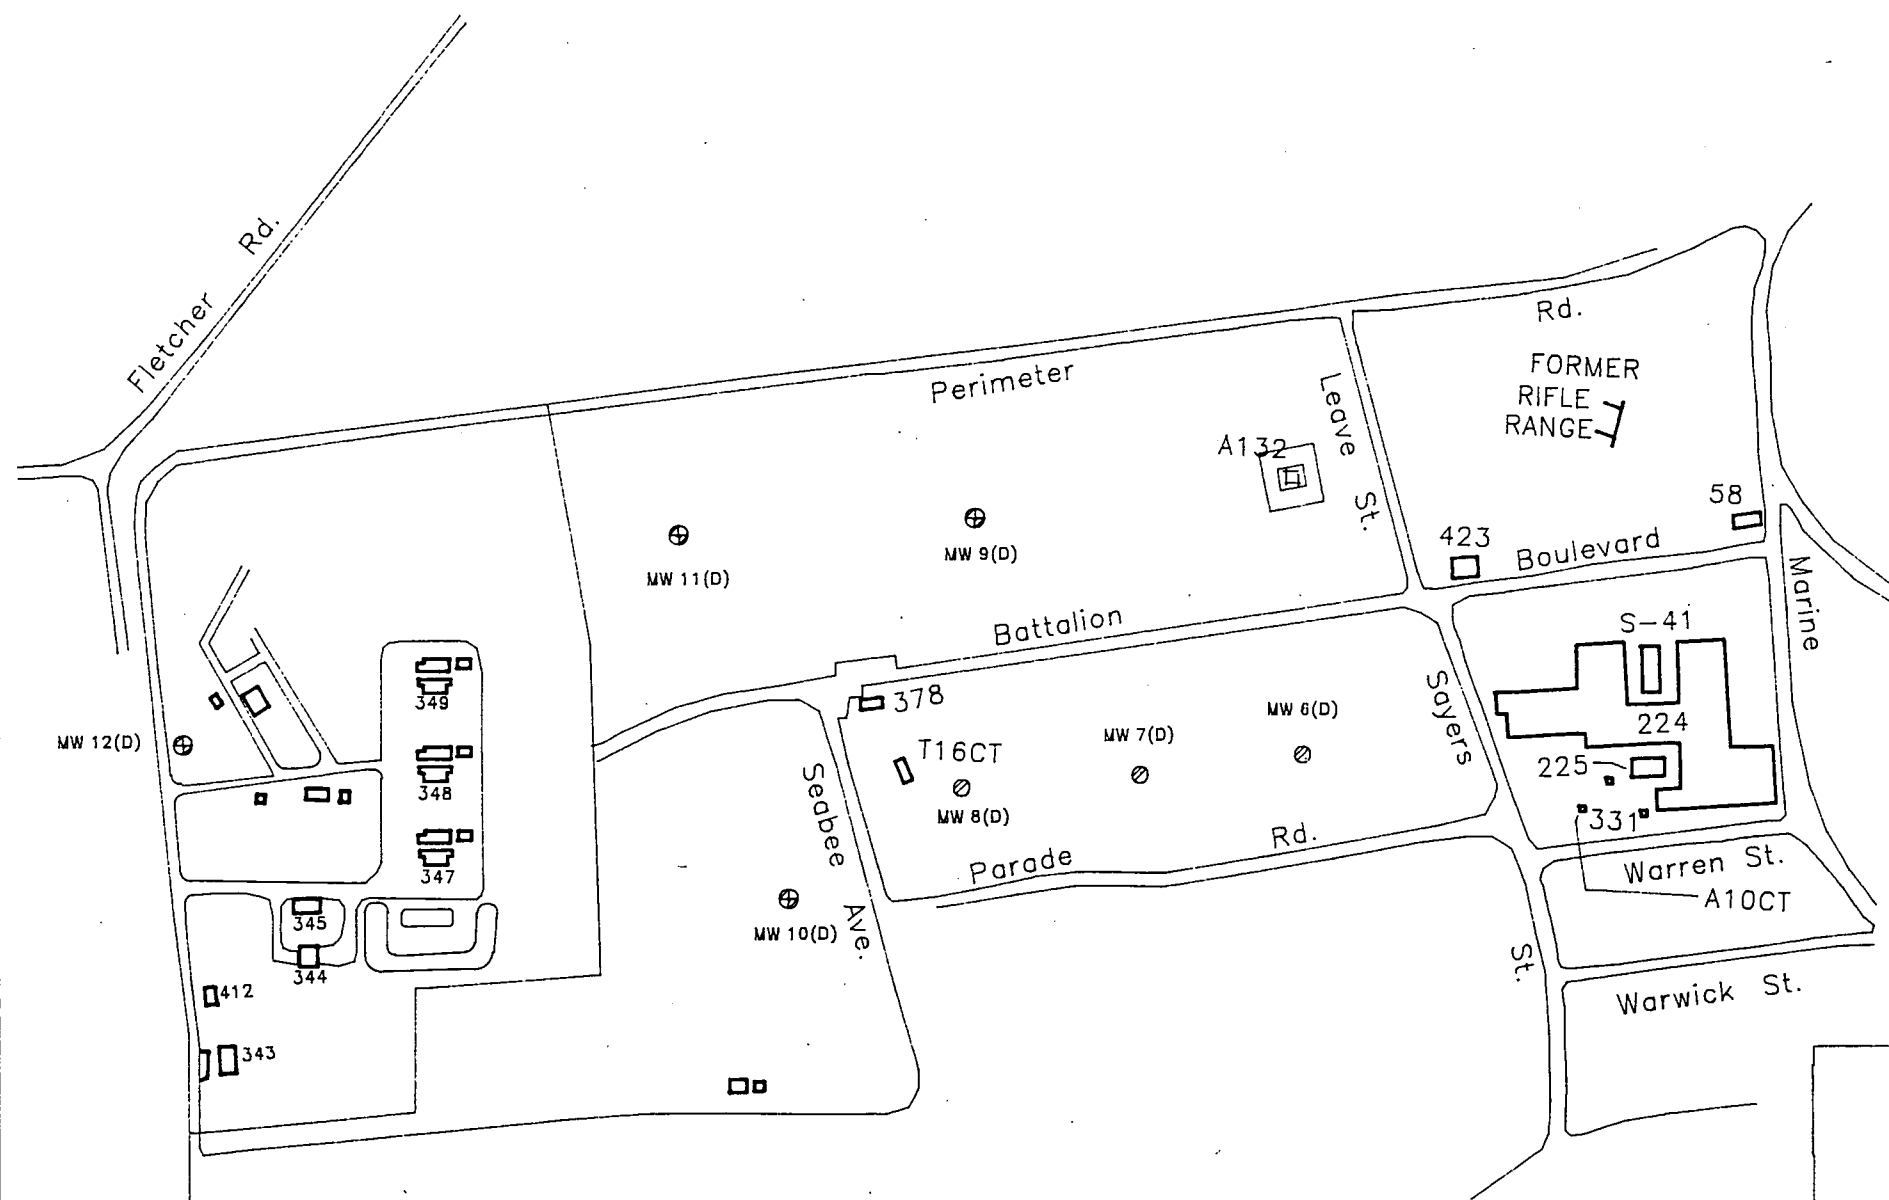 Fletcher Rd.
Perimeter Rd.
FORMER
RIFLE
RANGE
Leave St.
A132
58
423
Battalion Boulevard
MW 11(D)
MW 9(D)
Marine
S-41
224
225
331
A10CT
Sayers St.
349
348
347
MW 12(D)
378
T16CT
MW 8(D)
MW 7(D)
MW 6(D)
Seabee Ave.
Parade Rd.
Warren St.
Warwick St.
MW 10(D)
345
344
412
343